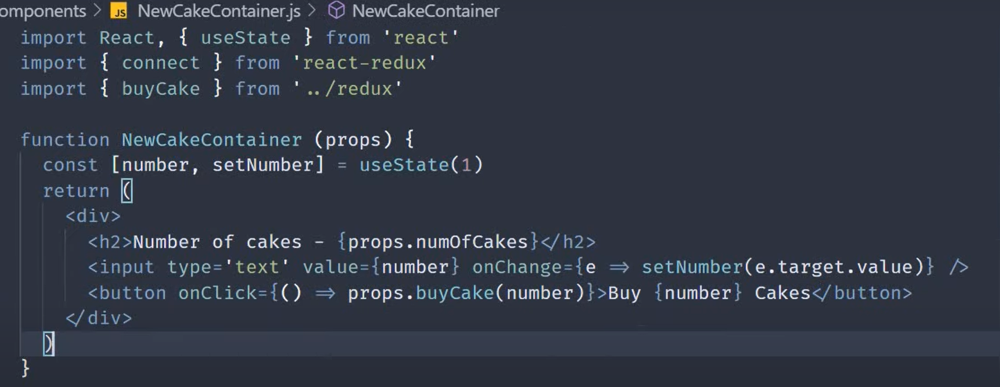 omponents > JS NewCakeContainer.js > NewCakeContainer
import React, { useState } from 'react'
import { connect } from 'react-redux'
import { buyCake } from '../redux'
function NewCakeContainer (props) {
  const [number, setNumber] = useState(1)
  return (
    <div>
      <h2>Number of cakes - {props.numOfCakes}</h2>
      <input type='text' value={number} onChange={e => setNumber(e.target.value)} />
      <button onClick={() => props.buyCake(number)}>Buy {number} Cakes</button>
    </div>
  )
}